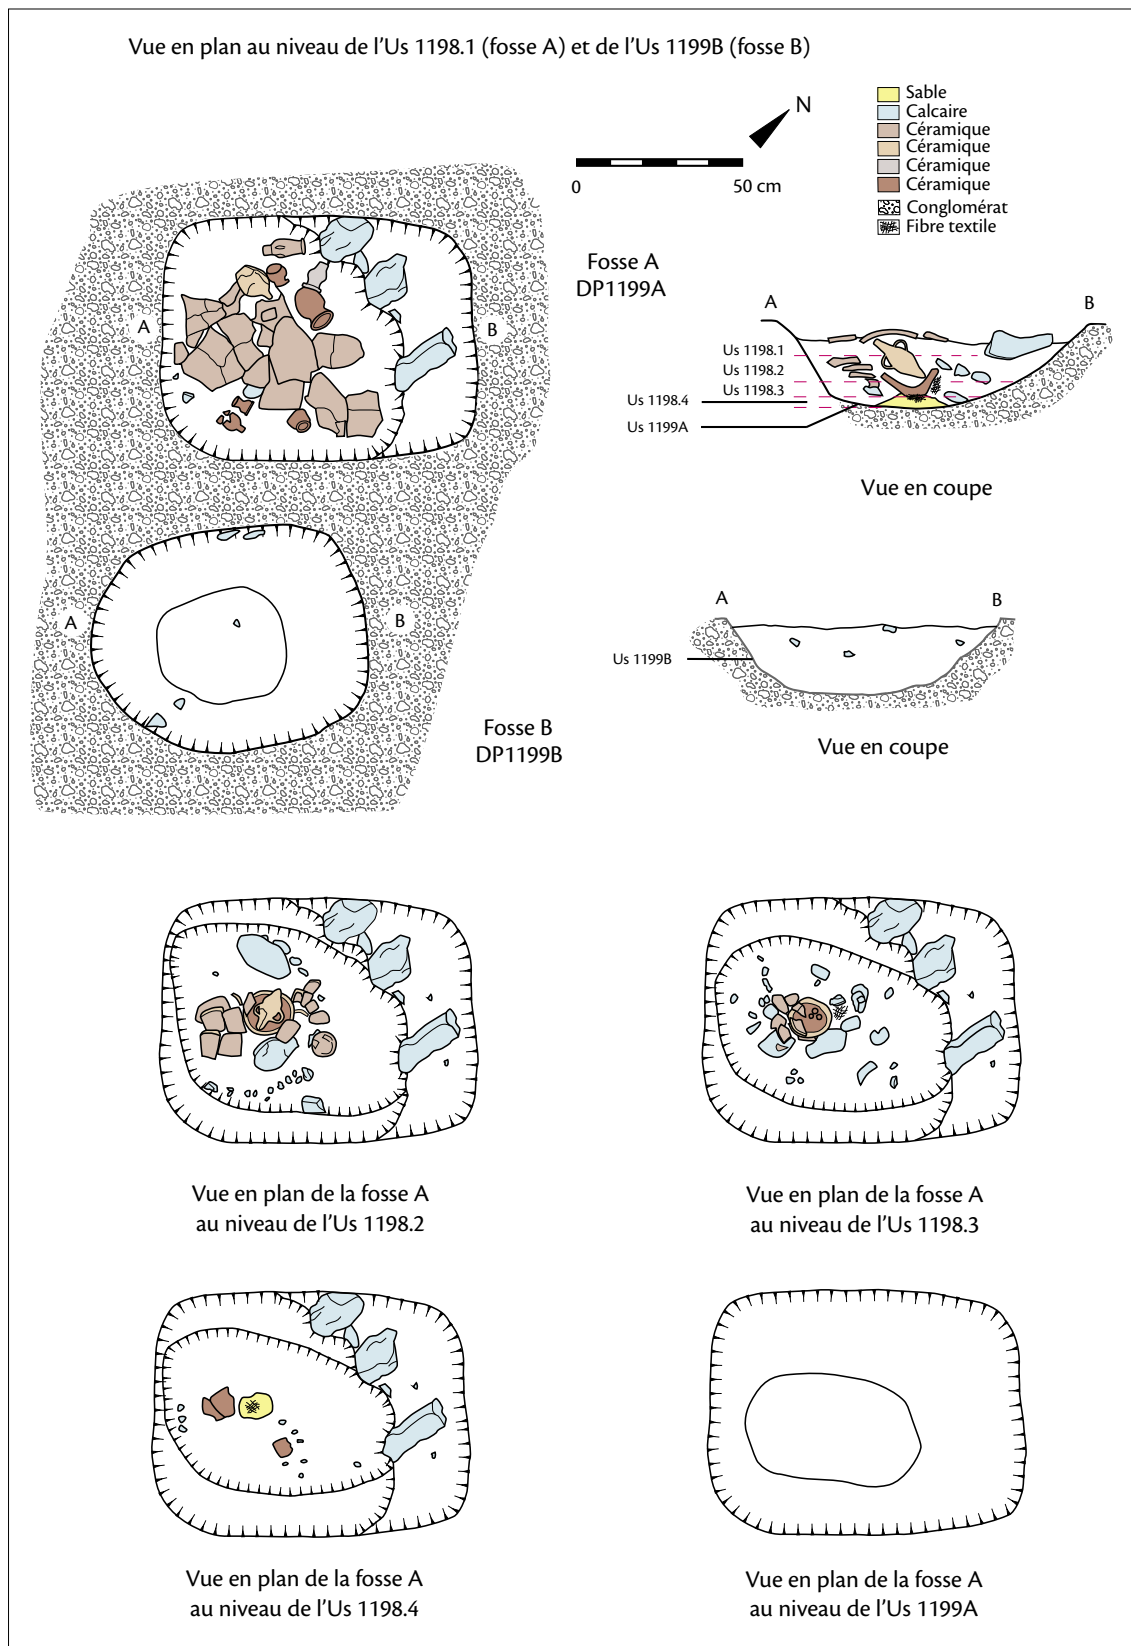 Vue en plan au niveau de l’Us 1198.1 (fosse A) et de l’Us 1199B (fosse B)
N
0
50 cm
Sable
Calcaire
Céramique
Céramique
Céramique
Céramique
Conglomérat
Fibre textile
A
B
Fosse A
DP1199A
A
B
Us 1198.1
Us 1198.2
Us 1198.3
Us 1198.4
Us 1199A
Vue en coupe
A
B
Fosse B
DP1199B
A
B
Us 1199B
Vue en coupe
Vue en plan de la fosse A
au niveau de l’Us 1198.2
Vue en plan de la fosse A
au niveau de l’Us 1198.3
Vue en plan de la fosse A
au niveau de l’Us 1198.4
Vue en plan de la fosse A
au niveau de l’Us 1199A